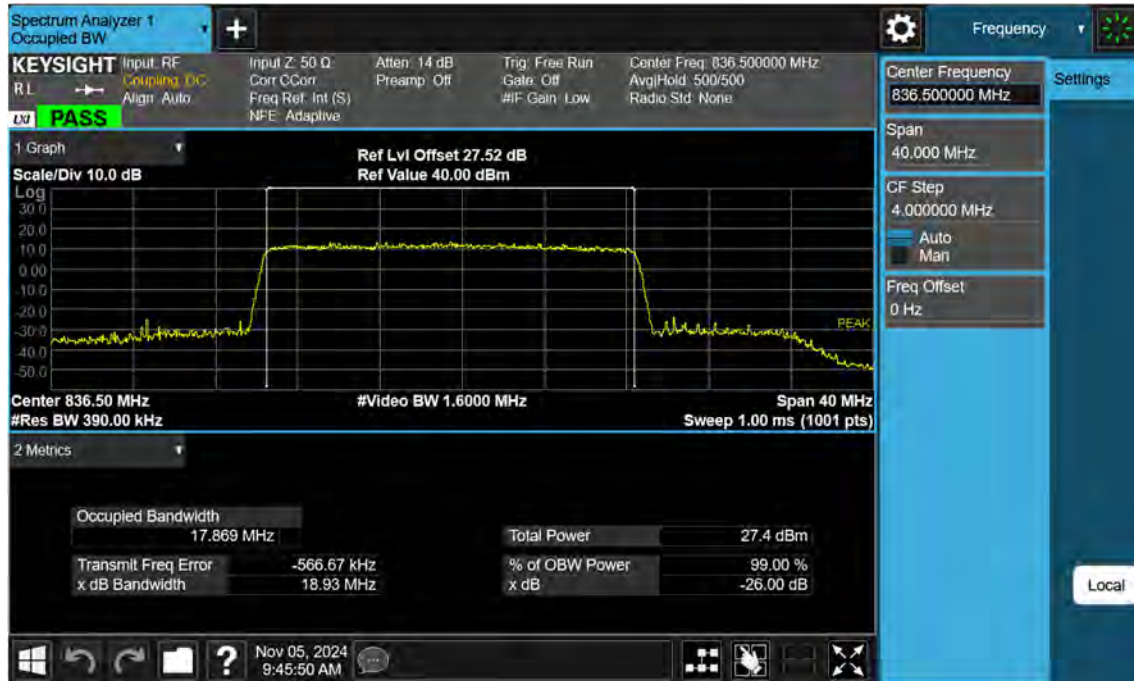 Spectrum Analyzer 1
Occupied BW
+
Frequency
KEYSIGHT
RL
LXI PASS
Input: RF
Coupling: DC
Align: Auto
Input Z: 50 Ω
Corr CCorr
Freq Ref: Int (S)
NFE: Adaptive
Atten: 14 dB
Preamp: Off
Trig: Free Run
Gate: Off
#IF Gain: Low
Center Freq: 836.500000 MHz
Avg|Hold: 500/500
Radio Std: None
Center Frequency
836.500000 MHz
Settings
Span
40.000 MHz
CF Step
4.000000 MHz
Auto
Man
Freq Offset
0 Hz
1 Graph
Scale/Div 10.0 dB
Ref Lvl Offset 27.52 dB
Ref Value 40.00 dBm
Log
30.0
20.0
10.0
0.00
-10.0
-20.0
-30.0
-40.0
-50.0
PEAK
Center 836.50 MHz
#Video BW 1.6000 MHz
Span 40 MHz
#Res BW 390.00 kHz
Sweep 1.00 ms (1001 pts)
2 Metrics
Occupied Bandwidth
17.869 MHz
Total Power 27.4 dBm
Transmit Freq Error -566.67 kHz
% of OBW Power 99.00 %
x dB Bandwidth 18.93 MHz
x dB -26.00 dB
Local
?
Nov 05, 2024
9:45:50 AM